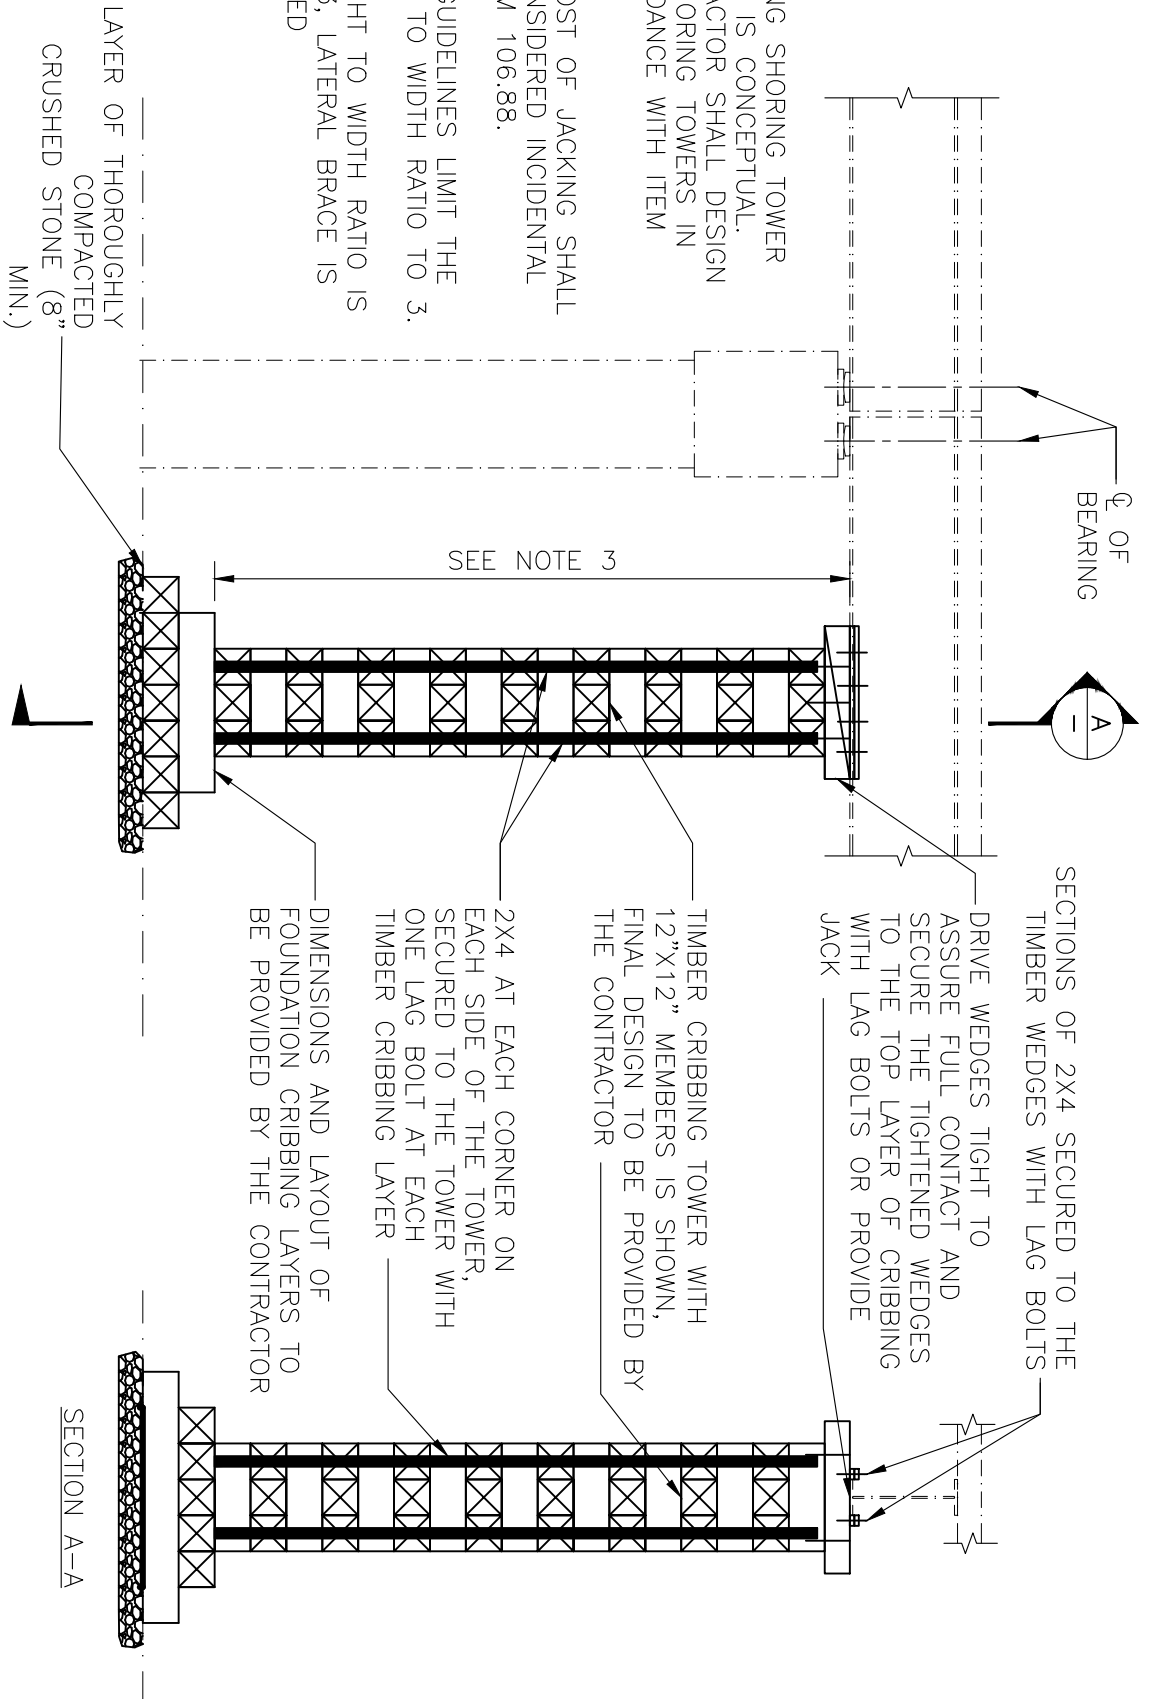 NG SHORING TOWER
IS CONCEPTUAL.
ACTOR SHALL DESIGN
ORING TOWERS IN
DANCE WITH ITEM
OST OF JACKING SHALL
NSIDERED INCIDENTAL
M 106.88.
GUIDELINES LIMIT THE
TO WIDTH RATIO TO 3.
HT TO WIDTH RATIO IS
3, LATERAL BRACE IS
ED
LAYER OF THOROUGHLY
COMPACTED
CRUSHED STONE (8"
MIN.)
℄ OF
BEARING
SEE NOTE 3
A
–
SECTIONS OF 2X4 SECURED TO THE
TIMBER WEDGES WITH LAG BOLTS
DRIVE WEDGES TIGHT TO
ASSURE FULL CONTACT AND
SECURE THE TIGHTENED WEDGES
TO THE TOP LAYER OF CRIBBING
WITH LAG BOLTS OR PROVIDE
JACK
TIMBER CRIBBING TOWER WITH
12"X12" MEMBERS IS SHOWN,
FINAL DESIGN TO BE PROVIDED BY
THE CONTRACTOR
2X4 AT EACH CORNER ON
EACH SIDE OF THE TOWER,
SECURED TO THE TOWER WITH
ONE LAG BOLT AT EACH
TIMBER CRIBBING LAYER
DIMENSIONS AND LAYOUT OF
FOUNDATION CRIBBING LAYERS TO
BE PROVIDED BY THE CONTRACTOR
SECTION A–A